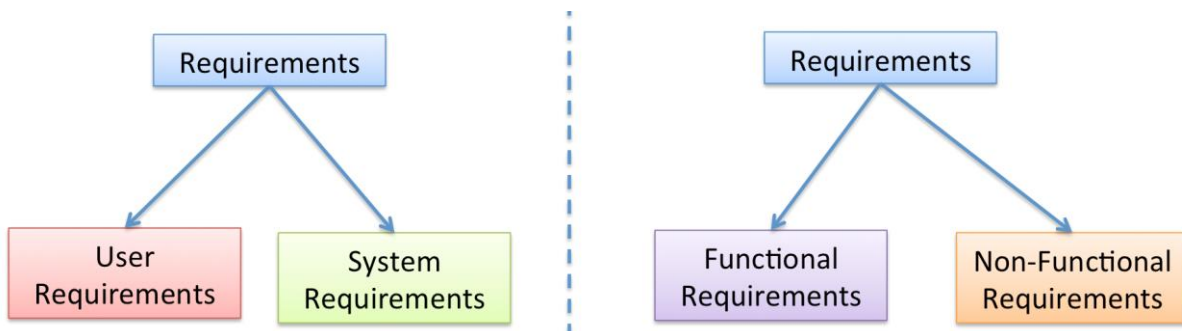 Requirements
User
Requirements
System
Requirements
Requirements
Functional
Requirements
Non-Functional
Requirements